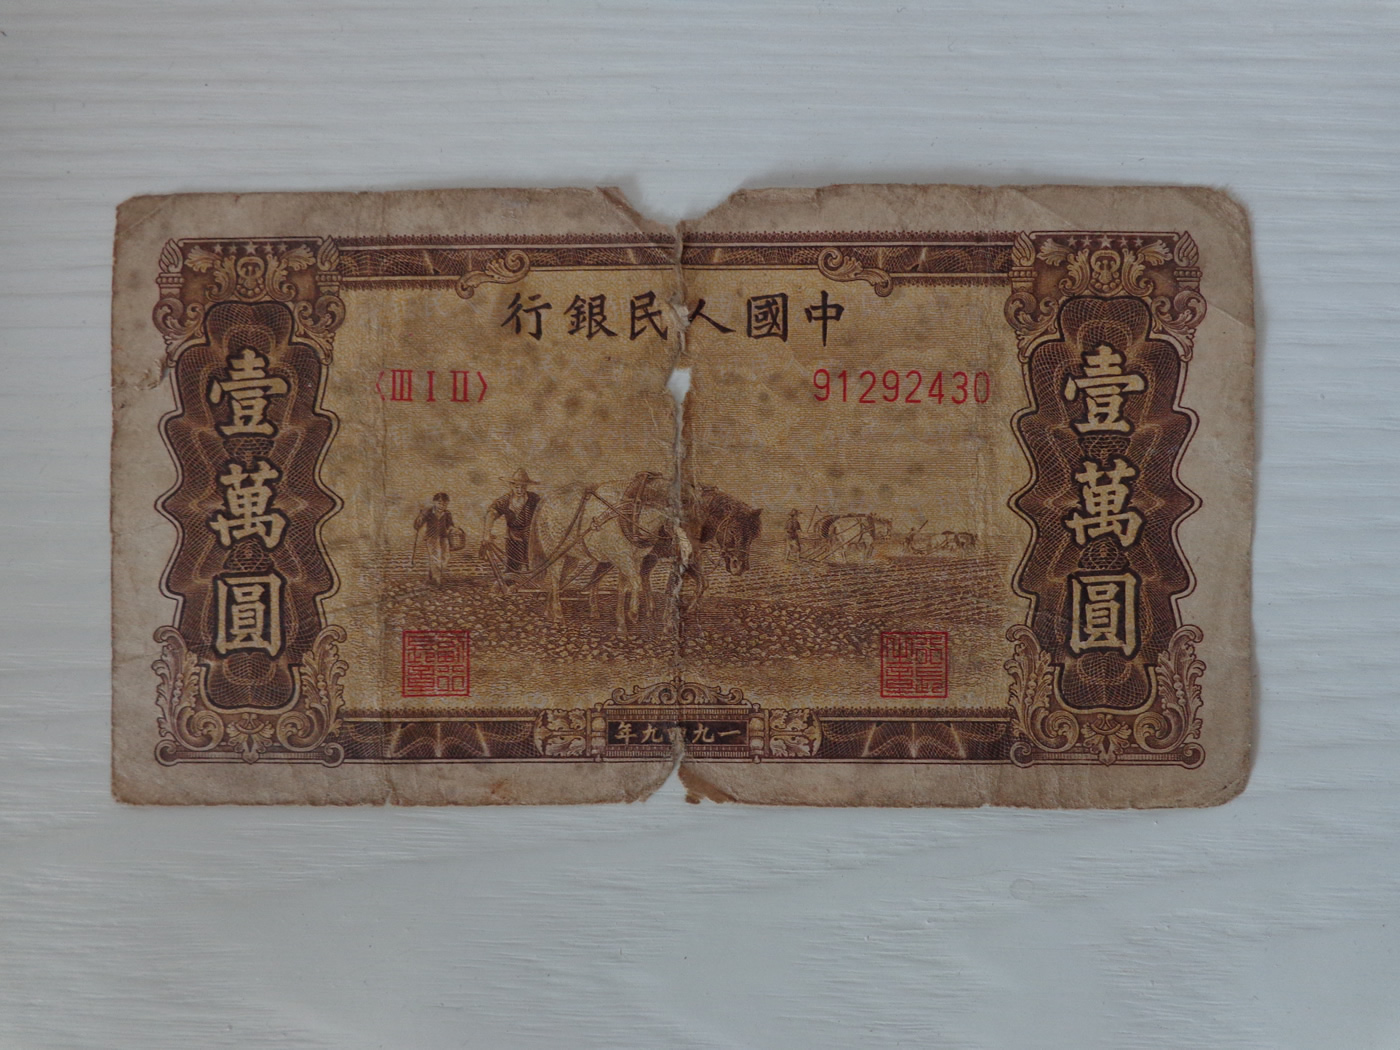 中國人民銀行
〈Ⅲ Ⅰ Ⅱ〉
91292430
壹萬圓
壹萬圓
一九四九年